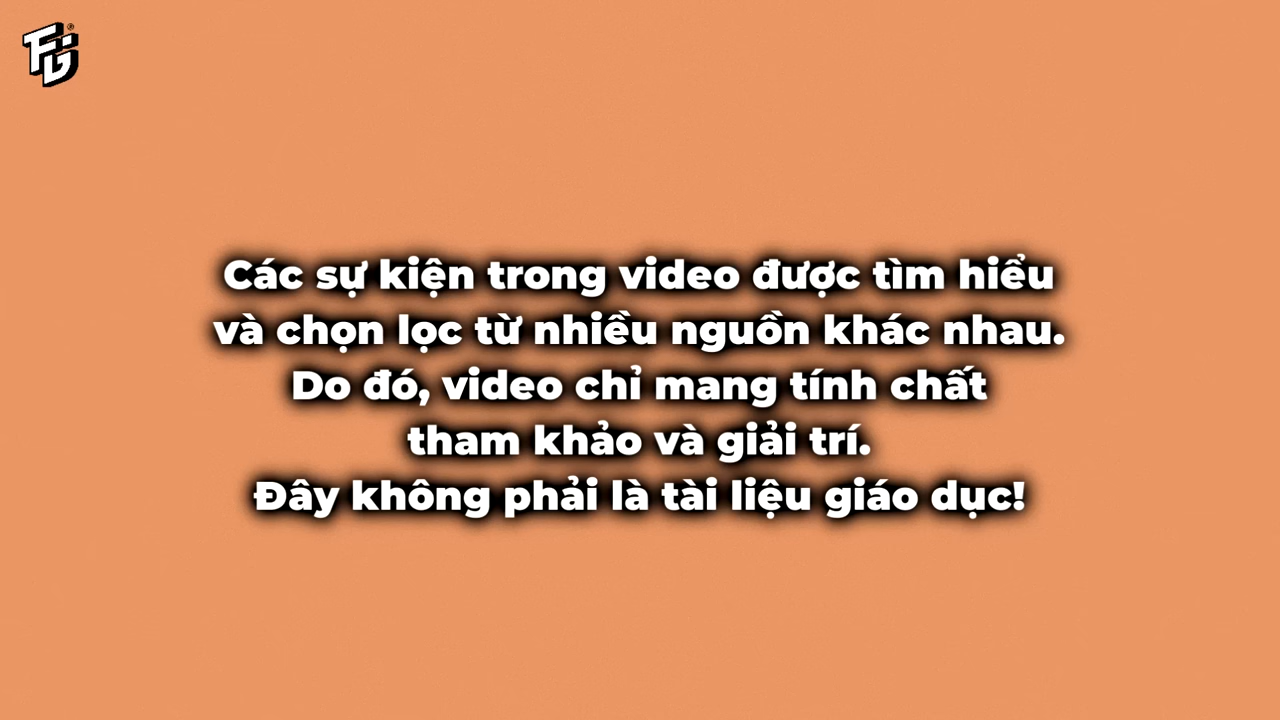 FG®
Các sự kiện trong video được tìm hiểu
và chọn lọc từ nhiều nguồn khác nhau.
Do đó, video chỉ mang tính chất
tham khảo và giải trí.
Đây không phải là tài liệu giáo dục!